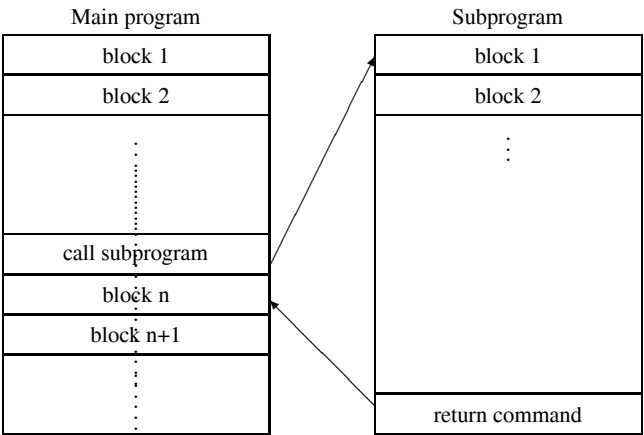 Main program
block 1
block 2
call subprogram
block n
block n+1
Subprogram
block 1
block 2
return command